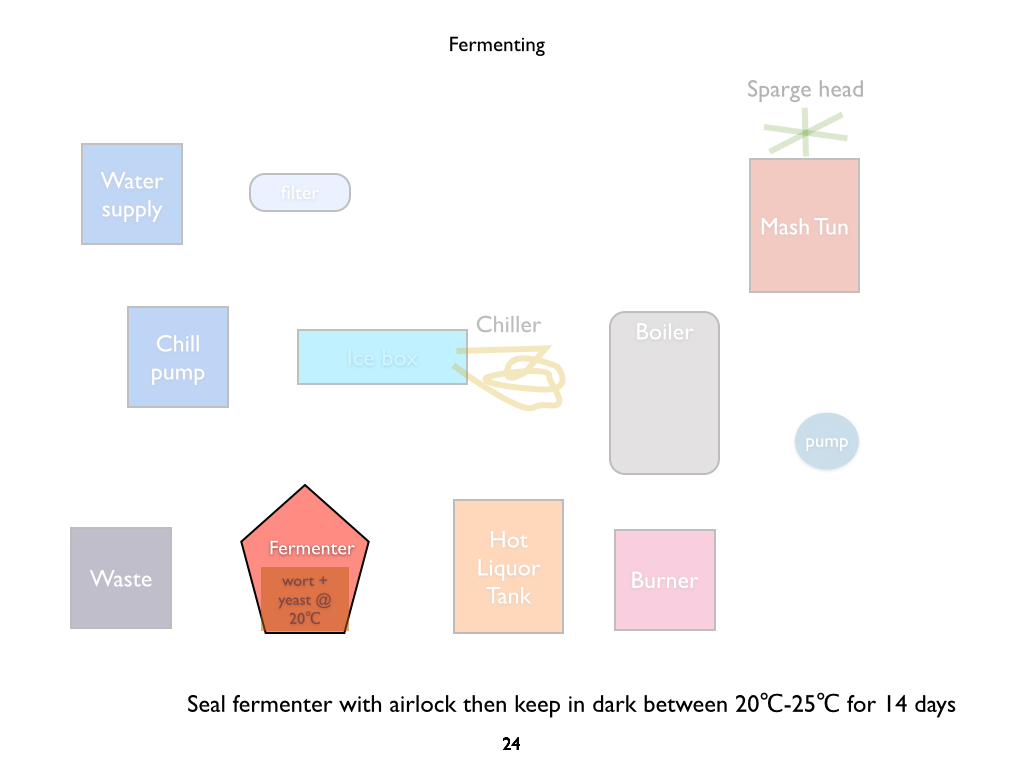 Fermenting
Sparge head
Water
supply
filter
Mash Tun
Chill
pump
Ice box
Chiller
Boiler
pump
Waste
Fermenter
wort +
yeast @
20°C
Hot
Liquor
Tank
Burner
Seal fermenter with airlock then keep in dark between 20°C-25°C for 14 days
24